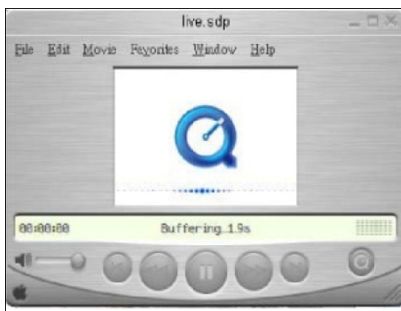 live.sdp
File Edit Movie Favorites Window Help
00:00:00 Buffering..1.9s